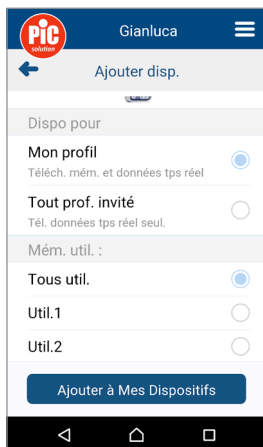 PiC
solution
Gianluca
Ajouter disp.
Dispo pour
Mon profil
Téléch. mém. et données tps réel
Tout prof. invité
Tél. données tps réel seul.
Mém. util. :
Tous util.
Util.1
Util.2
Ajouter à Mes Dispositifs